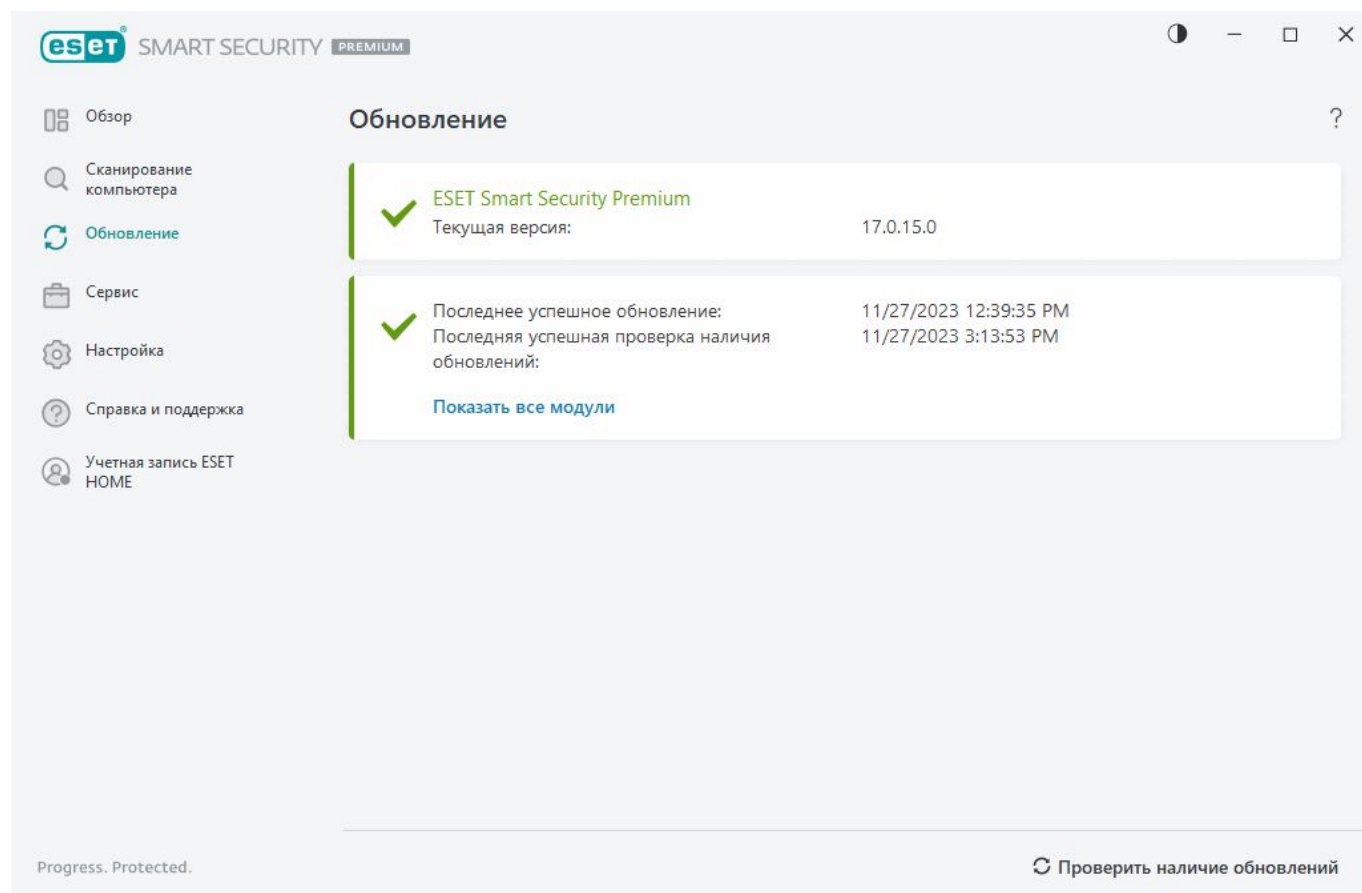 eset SMART SECURITY PREMIUM
Обзор
Сканирование
компьютера
Обновление
Сервис
Настройка
Справка и поддержка
Учетная запись ESET
HOME
Обновление
?
ESET Smart Security Premium
Текущая версия: 17.0.15.0
Последнее успешное обновление: 11/27/2023 12:39:35 PM
Последняя успешная проверка наличия 11/27/2023 3:13:53 PM
обновлений:
Показать все модули
Progress. Protected.
Проверить наличие обновлений